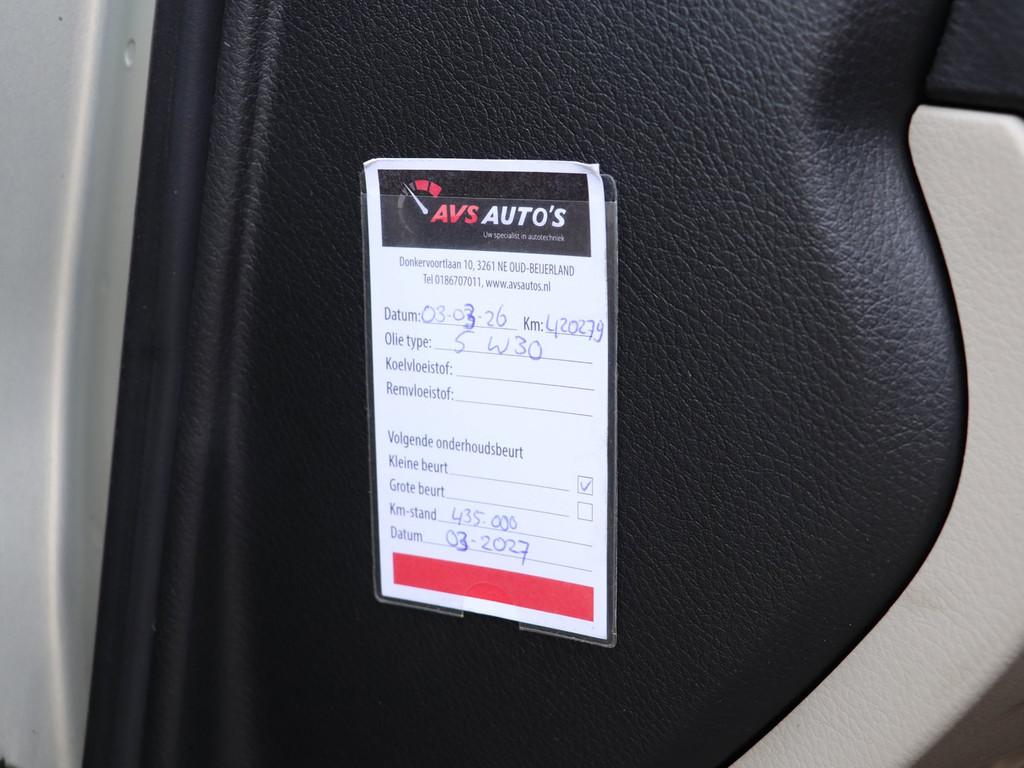 AVS AUTO'S
Uw specialist in autotechniek
Donkervoortlaan 10, 3261 NE OUD-BEIJERLAND
Tel 0186707011, www.avsautos.nl
Datum: 03-03-26 Km: 420279
Olie type: 5 W30
Koelvloeistof:
Remvloeistof:
Volgende onderhoudsbeurt
Kleine beurt
Grote beurt
Km-stand 435.000
Datum 03-2027